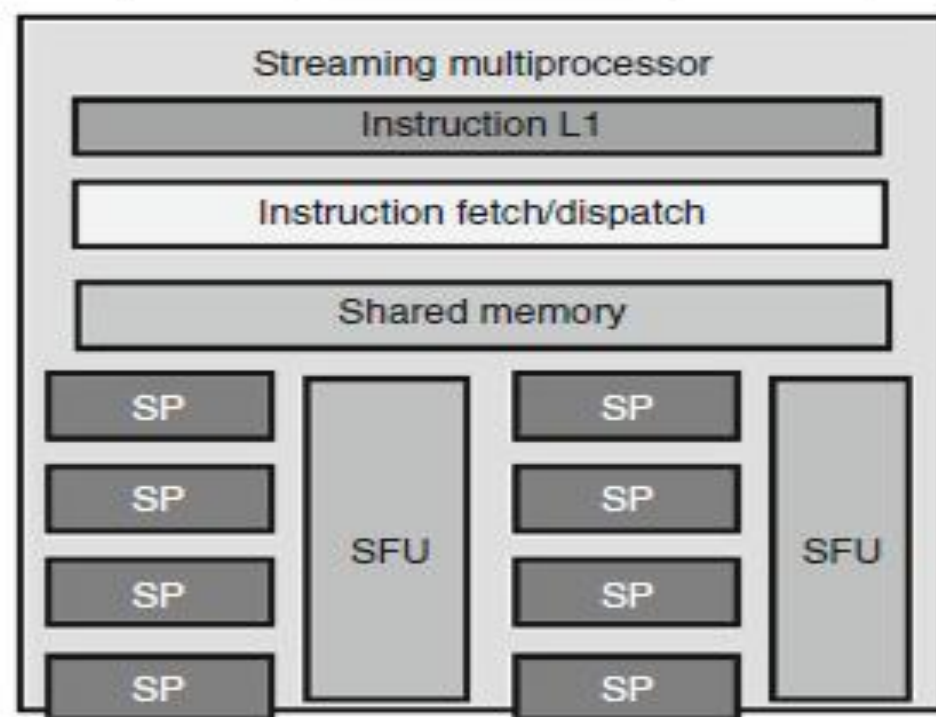 Streaming multiprocessor
Instruction L1
Instruction fetch/dispatch
Shared memory
SP SP
SP SP
SFU SFU
SP SP
SP SP